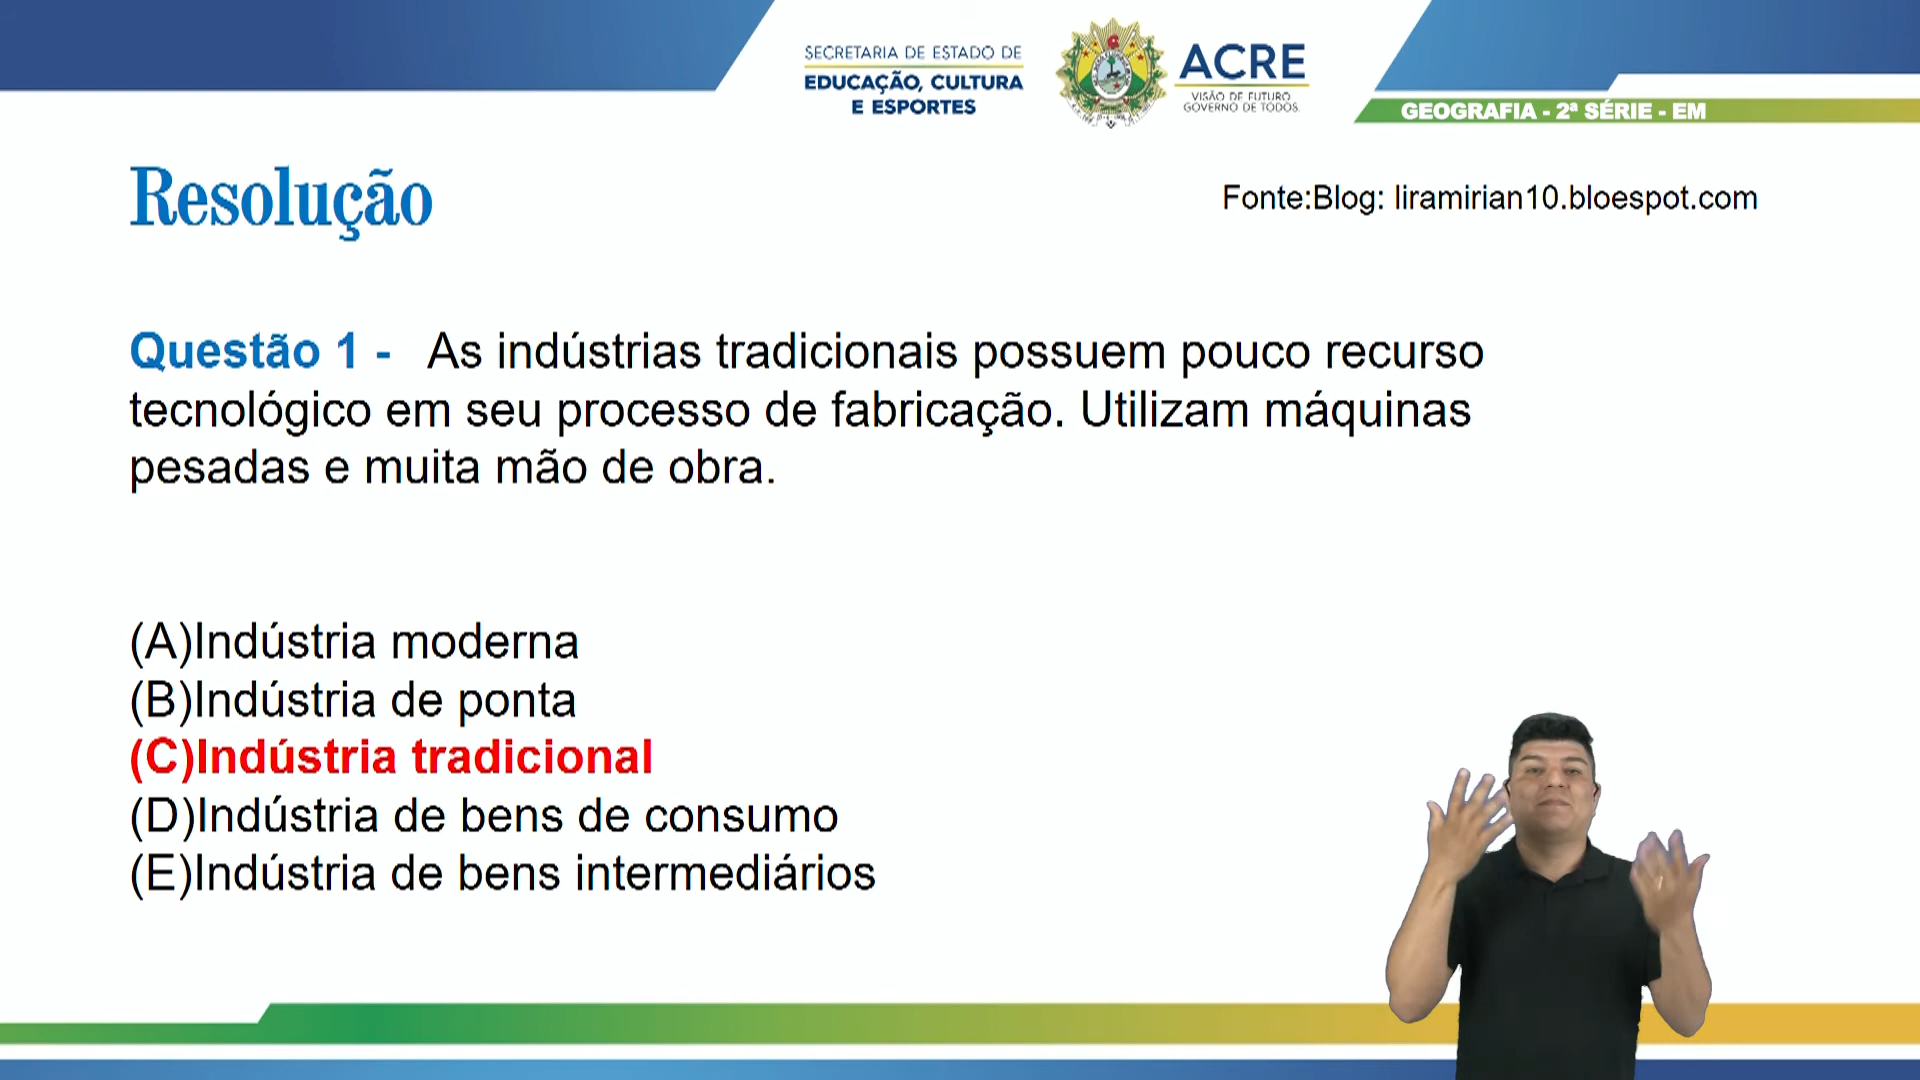 SECRETARIA DE ESTADO DE
EDUCAÇÃO, CULTURA
E ESPORTES
ACRE
VISÃO DE FUTURO
GOVERNO DE TODOS.
GEOGRAFIA - 2ª SÉRIE - EM
Resolução
Fonte:Blog: liramirian10.bloespot.com
Questão 1 - As indústrias tradicionais possuem pouco recurso
tecnológico em seu processo de fabricação. Utilizam máquinas
pesadas e muita mão de obra.
(A)Indústria moderna
(B)Indústria de ponta
(C)Indústria tradicional
(D)Indústria de bens de consumo
(E)Indústria de bens intermediários